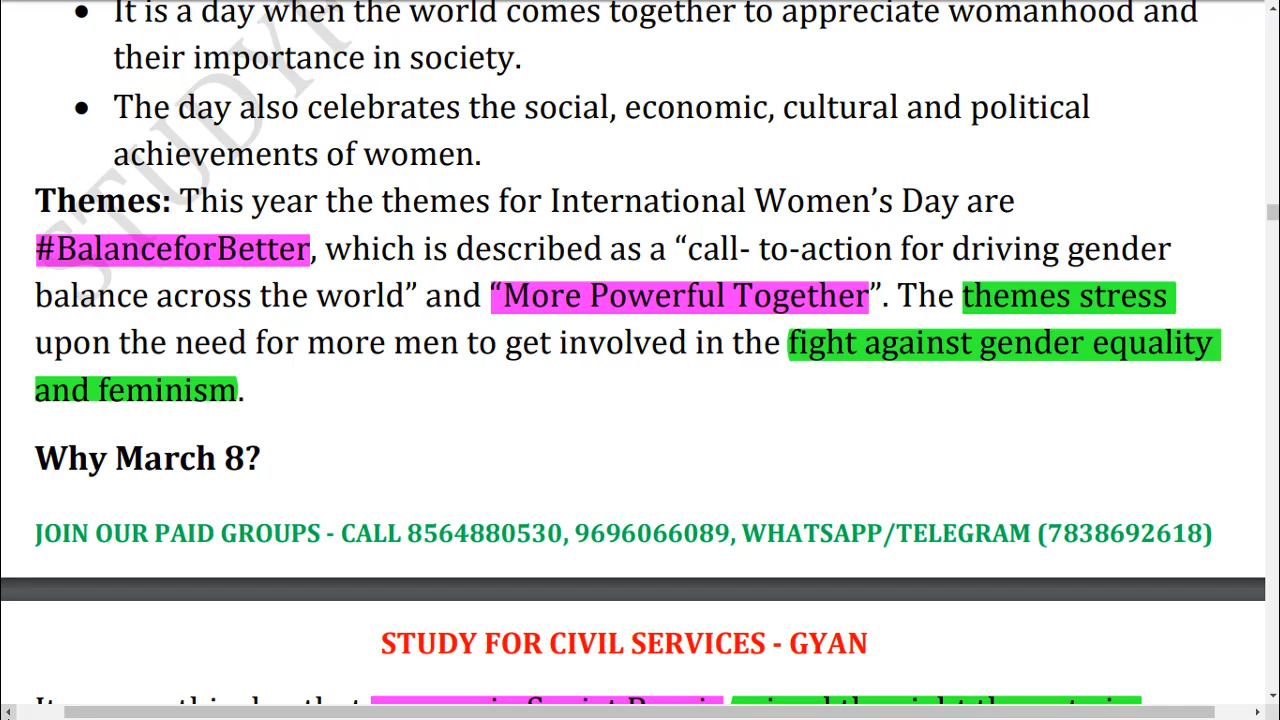 • It is a day when the world comes together to appreciate womanhood and
their importance in society.
• The day also celebrates the social, economic, cultural and political
achievements of women.
Themes: This year the themes for International Women’s Day are
#BalanceforBetter, which is described as a “call- to-action for driving gender
balance across the world” and “More Powerful Together”. The themes stress
upon the need for more men to get involved in the fight against gender equality
and feminism.
Why March 8?
JOIN OUR PAID GROUPS - CALL 8564880530, 9696066089, WHATSAPP/TELEGRAM (7838692618)
STUDY FOR CIVIL SERVICES - GYAN